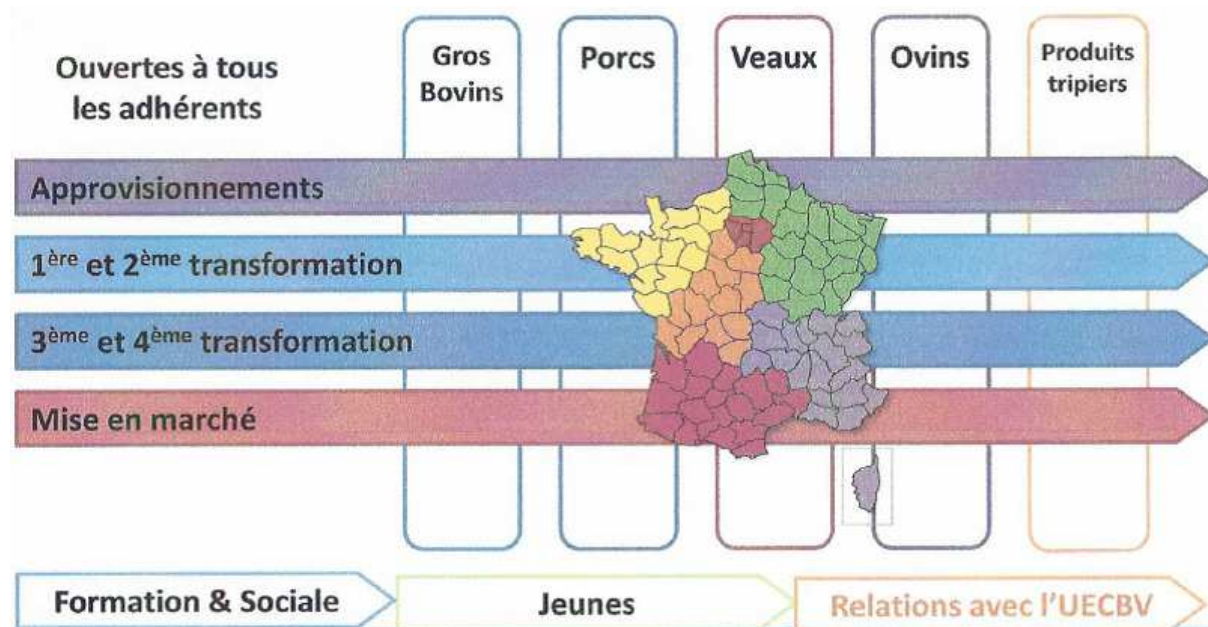 Ouvertes à tous
les adhérents
Gros
Bovins
Porcs
Veaux
Ovins
Produits
tripiers
Approvisionnements
1ère et 2ème transformation
3ème et 4ème transformation
Mise en marché
Formation & Sociale
Jeunes
Relations avec l'UECBV